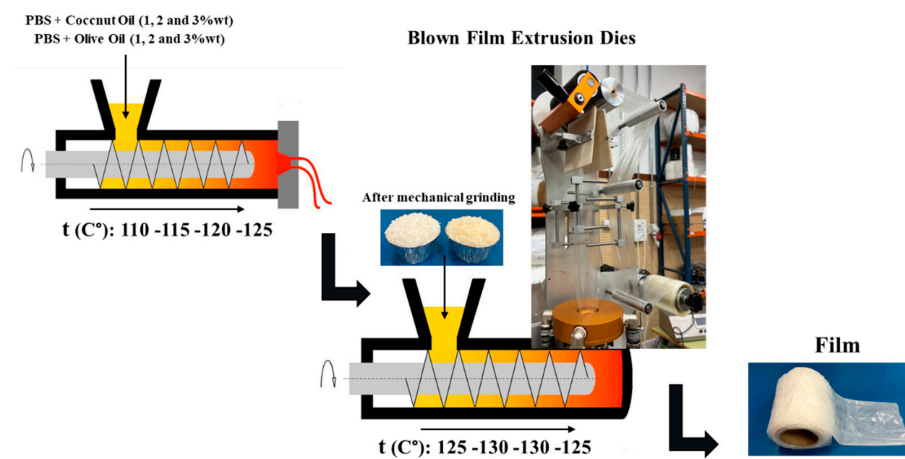 PBS + Coccnut Oil (1, 2 and 3%wt)
PBS + Olive Oil (1, 2 and 3%wt)
Blown Film Extrusion Dies
t (C°): 110 -115 -120 -125
After mechanical grinding
t (C°): 125 -130 -130 -125
Film